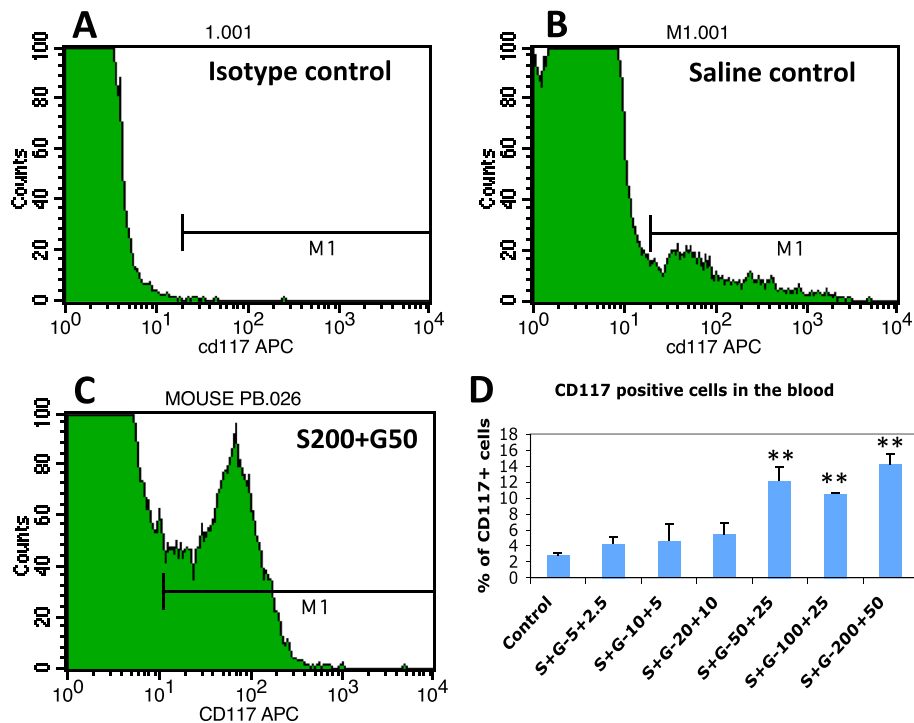 A
1.001
Isotype control
Counts
100
80
60
40
20
0
M1
10^0 10^1 10^2 10^3 10^4
cd117 APC
B
M1.001
Saline control
Counts
100
80
60
40
20
0
M1
10^0 10^1 10^2 10^3 10^4
cd117 APC
C
MOUSE PB.026
S200+G50
Counts
100
80
60
40
20
0
M1
10^0 10^1 10^2 10^3 10^4
CD117 APC
D
CD117 positive cells in the blood
% of CD117+ cells
18
16
14
12
10
8
6
4
2
0
**
**
**
Control
S+G-5+2.5
S+G-10+5
S+G-20+10
S+G-50+25
S+G-100+25
S+G-200+50